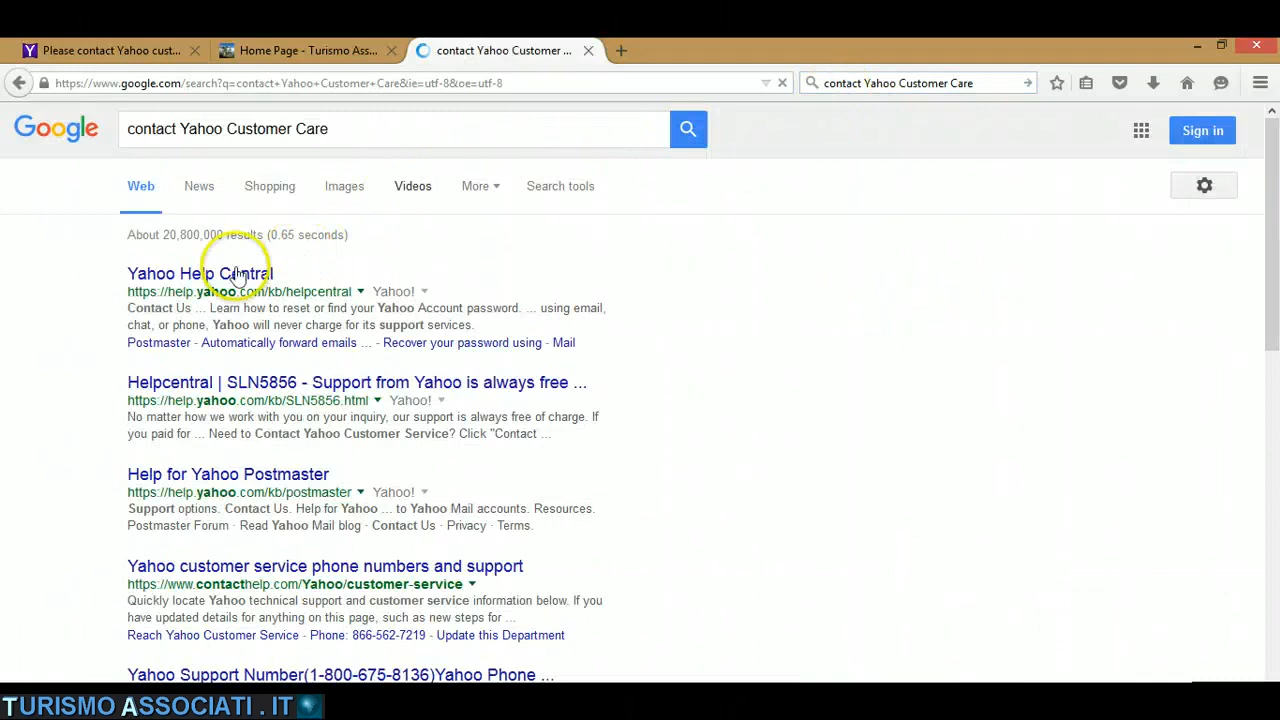 Please contact Yahoo cust...
Home Page - Turismo Ass...
contact Yahoo Customer ...
https://www.google.com/search?q=contact+Yahoo+Customer+Care&ie=utf-8&oe=utf-8
contact Yahoo Customer Care
Google
contact Yahoo Customer Care
Sign in
Web
News
Shopping
Images
Videos
More
Search tools
About 20,800,000 results (0.65 seconds)
Yahoo Help Central
https://help.yahoo.com/kb/helpcentral Yahoo!
Contact Us ... Learn how to reset or find your Yahoo Account password. ... using email,
chat, or phone, Yahoo will never charge for its support services.
Postmaster - Automatically forward emails ... - Recover your password using - Mail
Helpcentral | SLN5856 - Support from Yahoo is always free ...
https://help.yahoo.com/kb/SLN5856.html Yahoo!
No matter how we work with you on your inquiry, our support is always free of charge. If
you paid for ... Need to Contact Yahoo Customer Service? Click "Contact ...
Help for Yahoo Postmaster
https://help.yahoo.com/kb/postmaster Yahoo!
Support options. Contact Us. Help for Yahoo ... to Yahoo Mail accounts. Resources.
Postmaster Forum · Read Yahoo Mail blog · Contact Us · Privacy · Terms.
Yahoo customer service phone numbers and support
https://www.contacthelp.com/Yahoo/customer-service
Quickly locate Yahoo technical support and customer service information below. If you
have updated details for anything on this page, such as new steps for ...
Reach Yahoo Customer Service - Phone: 866-562-7219 - Update this Department
Yahoo Support Number(1-800-675-8136)Yahoo Phone ...
TURISMO ASSOCIATI . IT